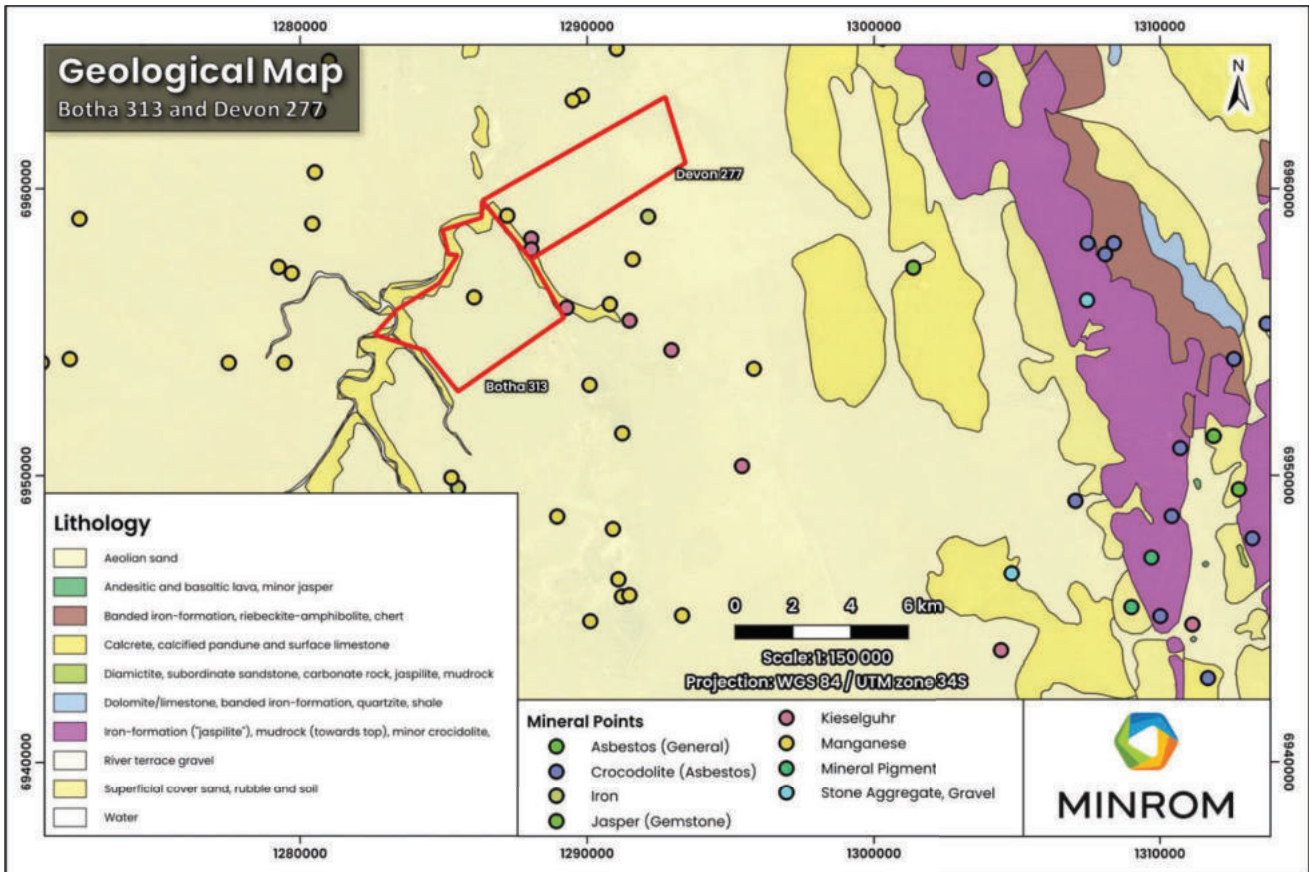 1280000
1290000
1300000
1310000
Geological Map
Botha 313 and Devon 277
N
6960000
6960000
Devon 277
Botha 313
6950000
6950000
Lithology
Aeolian sand
Andesitic and basaltic lava, minor jasper
Banded iron-formation, riebeckite-amphibolite, chert
Calcrete, calcified pandune and surface limestone
Diamictite, subordinate sandstone, carbonate rock, jaspilite, mudrock
Dolomite/limestone, banded iron-formation, quartzite, shale
Iron-formation ("jaspilite"), mudrock (towards top), minor crocidolite,
River terrace gravel
Superficial cover sand, rubble and soil
Water
0 2 4 6 km
Scale: 1: 150 000
Projection: WGS 84 / UTM zone 34S
Mineral Points
Asbestos (General)
Crocodolite (Asbestos)
Iron
Jasper (Gemstone)
Kieselguhr
Manganese
Mineral Pigment
Stone Aggregate, Gravel
MINROM
6940000
6940000
1280000
1290000
1300000
1310000